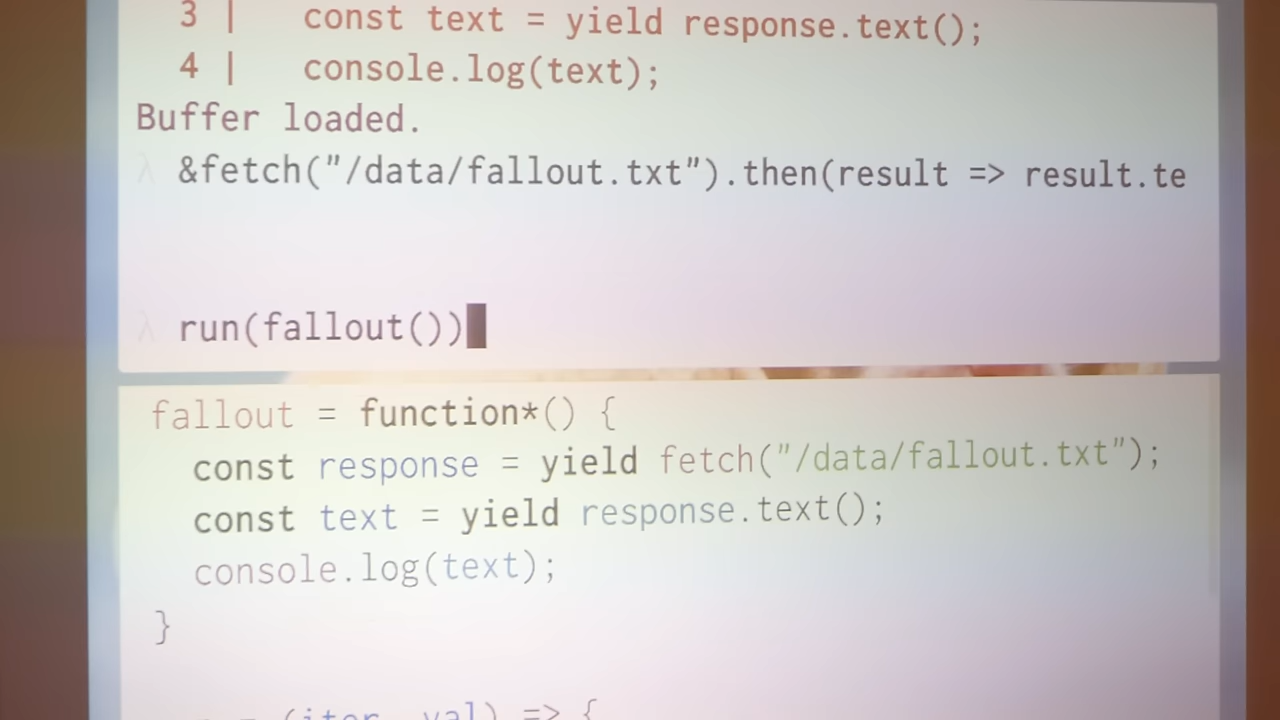 3 |   const text = yield response.text();
4 |   console.log(text);
Buffer loaded.
λ &fetch("/data/fallout.txt").then(result => result.te
λ run(fallout())
fallout = function*() {
  const response = yield fetch("/data/fallout.txt");
  const text = yield response.text();
  console.log(text);
}
= (iter, val) => {